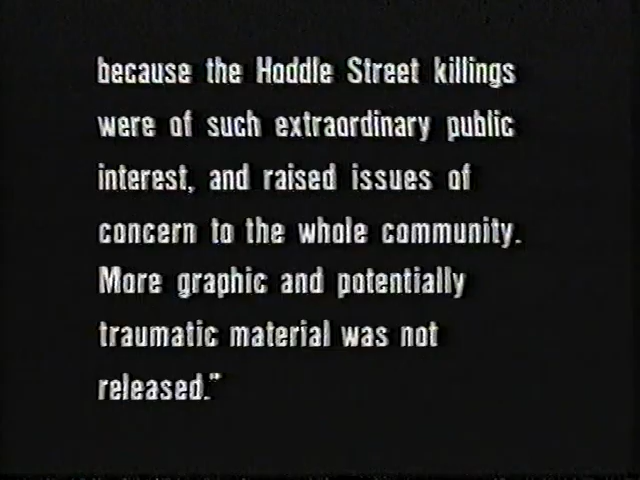 because the Hoddle Street killings
were of such extraordinary public
interest, and raised issues of
concern to the whole community.
More graphic and potentially
traumatic material was not
released."